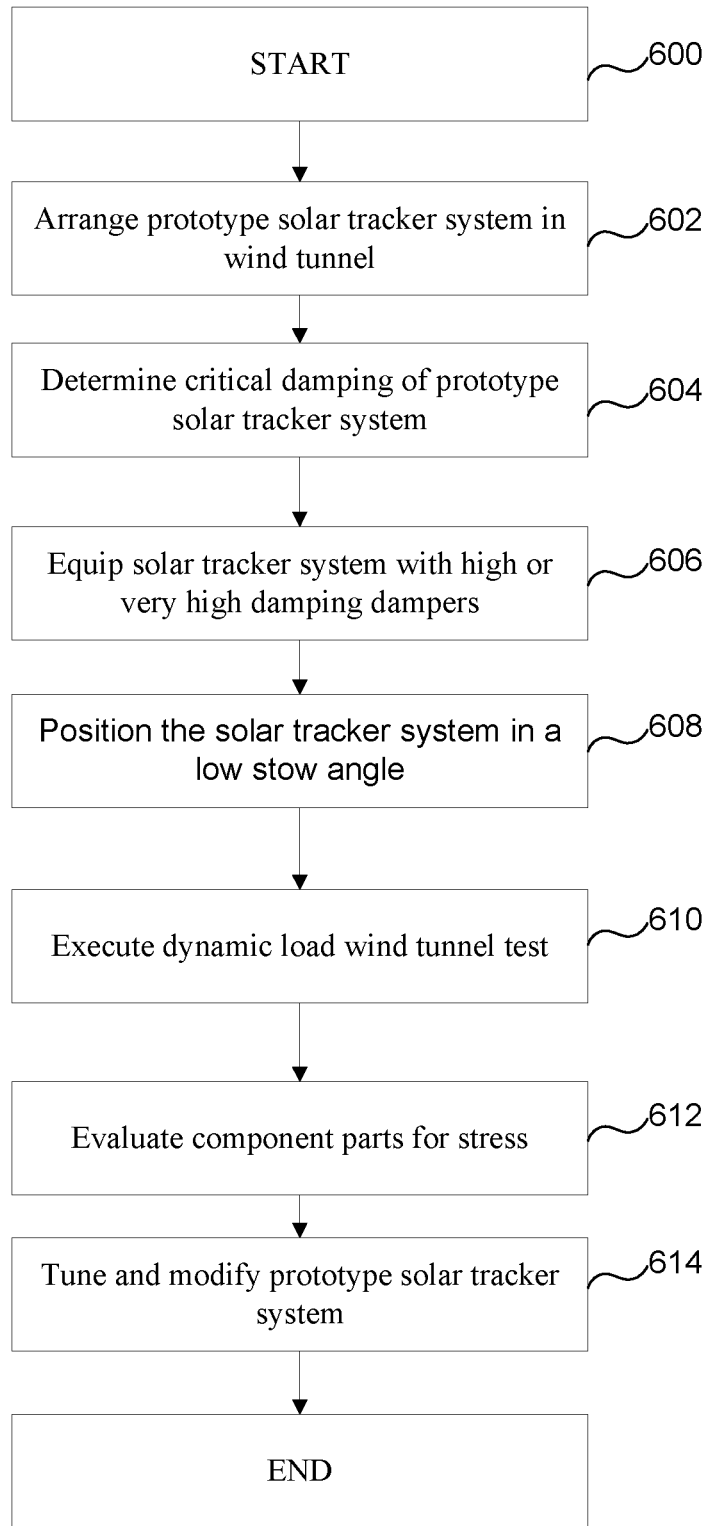 START
600
Arrange prototype solar tracker system in
wind tunnel
602
Determine critical damping of prototype
solar tracker system
604
Equip solar tracker system with high or
very high damping dampers
606
Position the solar tracker system in a
low stow angle
608
Execute dynamic load wind tunnel test
610
Evaluate component parts for stress
612
Tune and modify prototype solar tracker
system
614
END